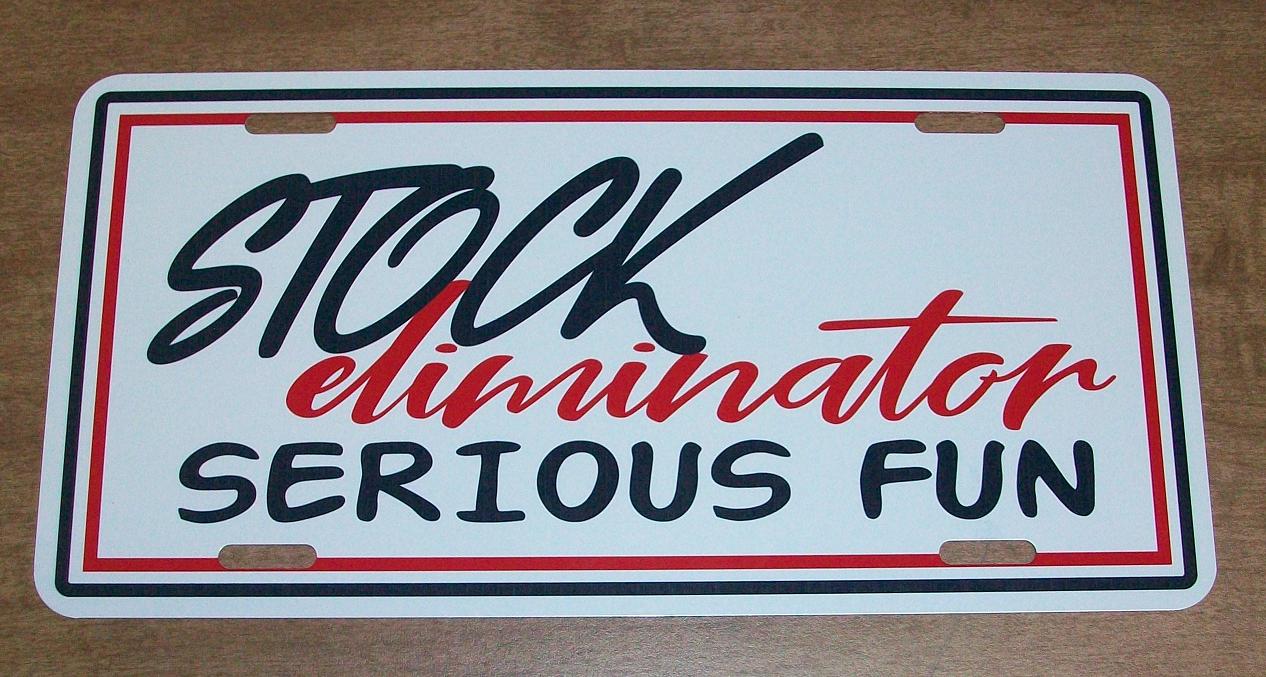 STOCK
eliminator
SERIOUS FUN